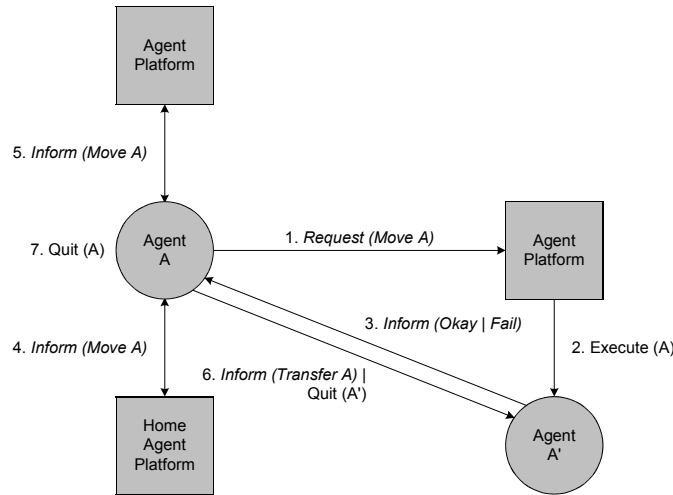 Agent
Platform
5. Inform (Move A)
7. Quit (A)
Agent
A
1. Request (Move A)
Agent
Platform
3. Inform (Okay | Fail)
2. Execute (A)
4. Inform (Move A)
6. Inform (Transfer A) |
Quit (A')
Home
Agent
Platform
Agent
A'